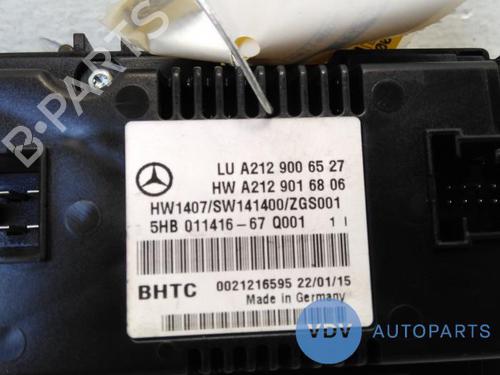 LU A212 900 65 27
HW A212 901 68 06
HW1407/SW141400/ZGS001
5HB 011416-67 Q001 1 I
BHTC 0021216595 22/01/15
Made in Germany
B-PARTS
VDV AUTOPARTS